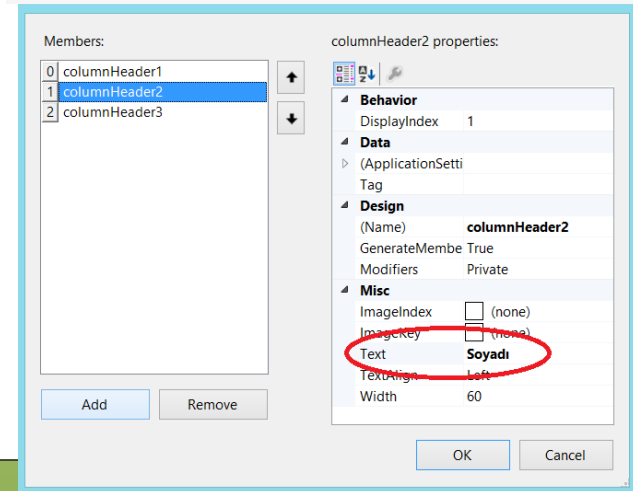 Members:
0 columnHeader1
1 columnHeader2
2 columnHeader3
Add
Remove
columnHeader2 properties:
Behavior
DisplayIndex 1
Data
(ApplicationSetti
Tag
Design
(Name) columnHeader2
GenerateMembe True
Modifiers Private
Misc
ImageIndex (none)
ImageKey (none)
Text Soyadı
TextAlign Left
Width 60
OK
Cancel